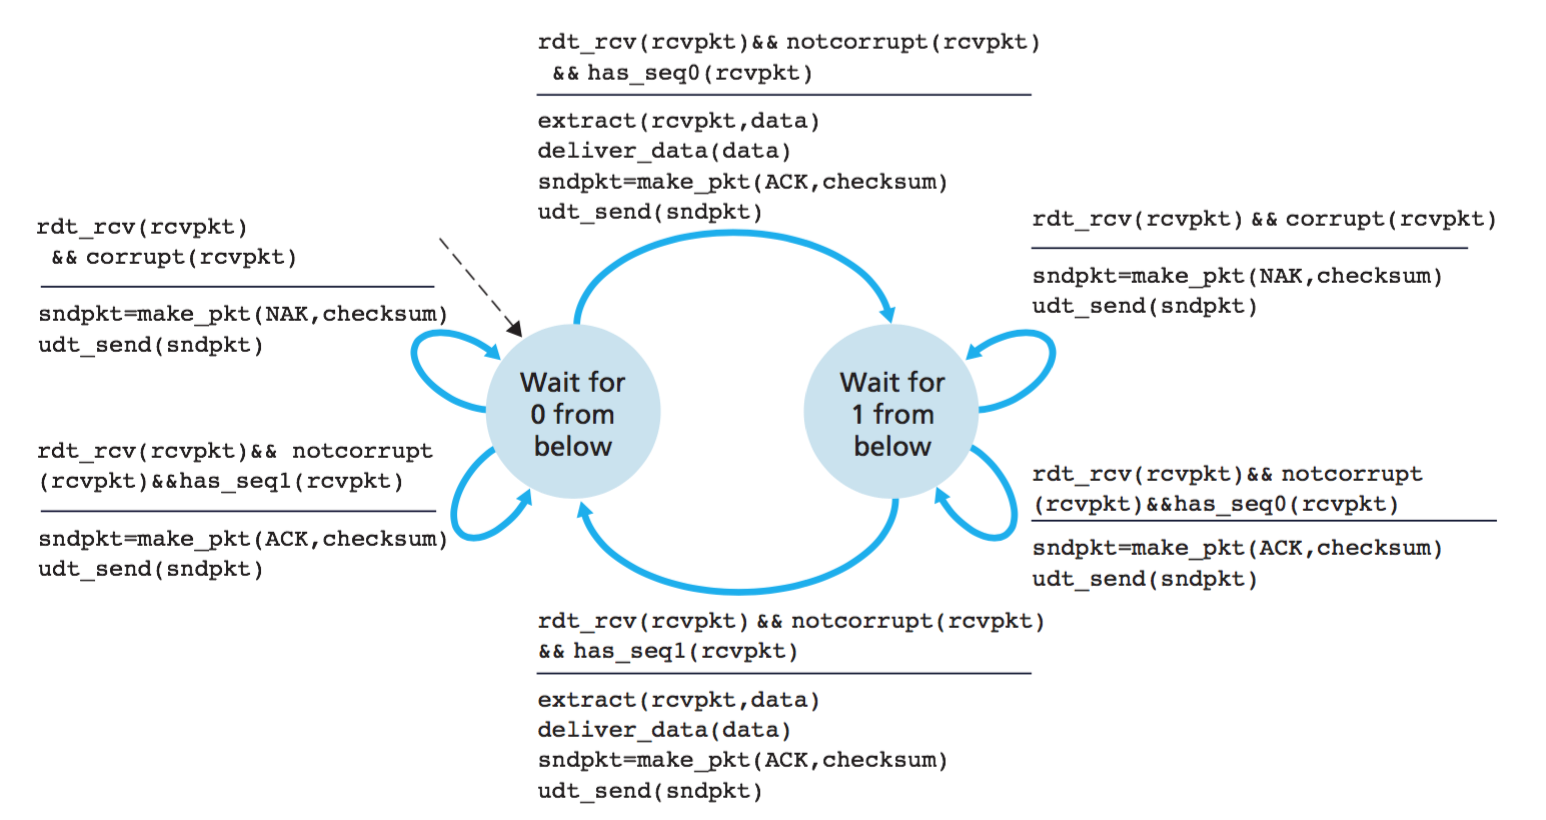 rdt_rcv(rcvpkt)&& notcorrupt(rcvpkt)
&& has_seq0(rcvpkt)
extract(rcvpkt,data)
deliver_data(data)
sndpkt=make_pkt(ACK,checksum)
udt_send(sndpkt)
rdt_rcv(rcvpkt)
&& corrupt(rcvpkt)
sndpkt=make_pkt(NAK,checksum)
udt_send(sndpkt)
rdt_rcv(rcvpkt) && corrupt(rcvpkt)
sndpkt=make_pkt(NAK,checksum)
udt_send(sndpkt)
Wait for
0 from
below
Wait for
1 from
below
rdt_rcv(rcvpkt)&& notcorrupt
(rcvpkt)&&has_seq1(rcvpkt)
sndpkt=make_pkt(ACK,checksum)
udt_send(sndpkt)
rdt_rcv(rcvpkt)&& notcorrupt
(rcvpkt)&&has_seq0(rcvpkt)
sndpkt=make_pkt(ACK,checksum)
udt_send(sndpkt)
rdt_rcv(rcvpkt) && notcorrupt(rcvpkt)
&& has_seq1(rcvpkt)
extract(rcvpkt,data)
deliver_data(data)
sndpkt=make_pkt(ACK,checksum)
udt_send(sndpkt)